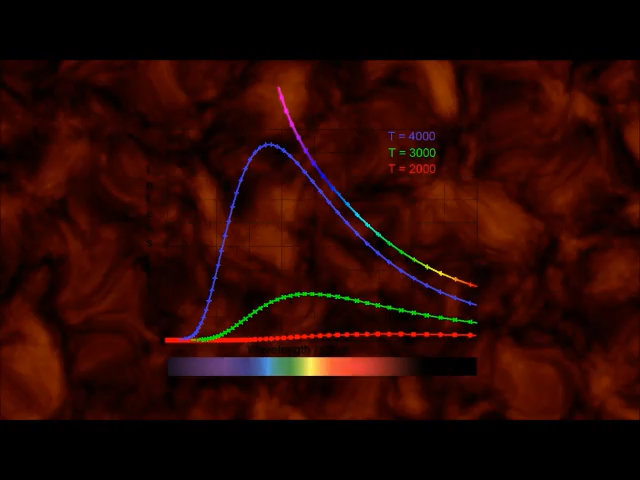 T = 4000
T = 3000
T = 2000